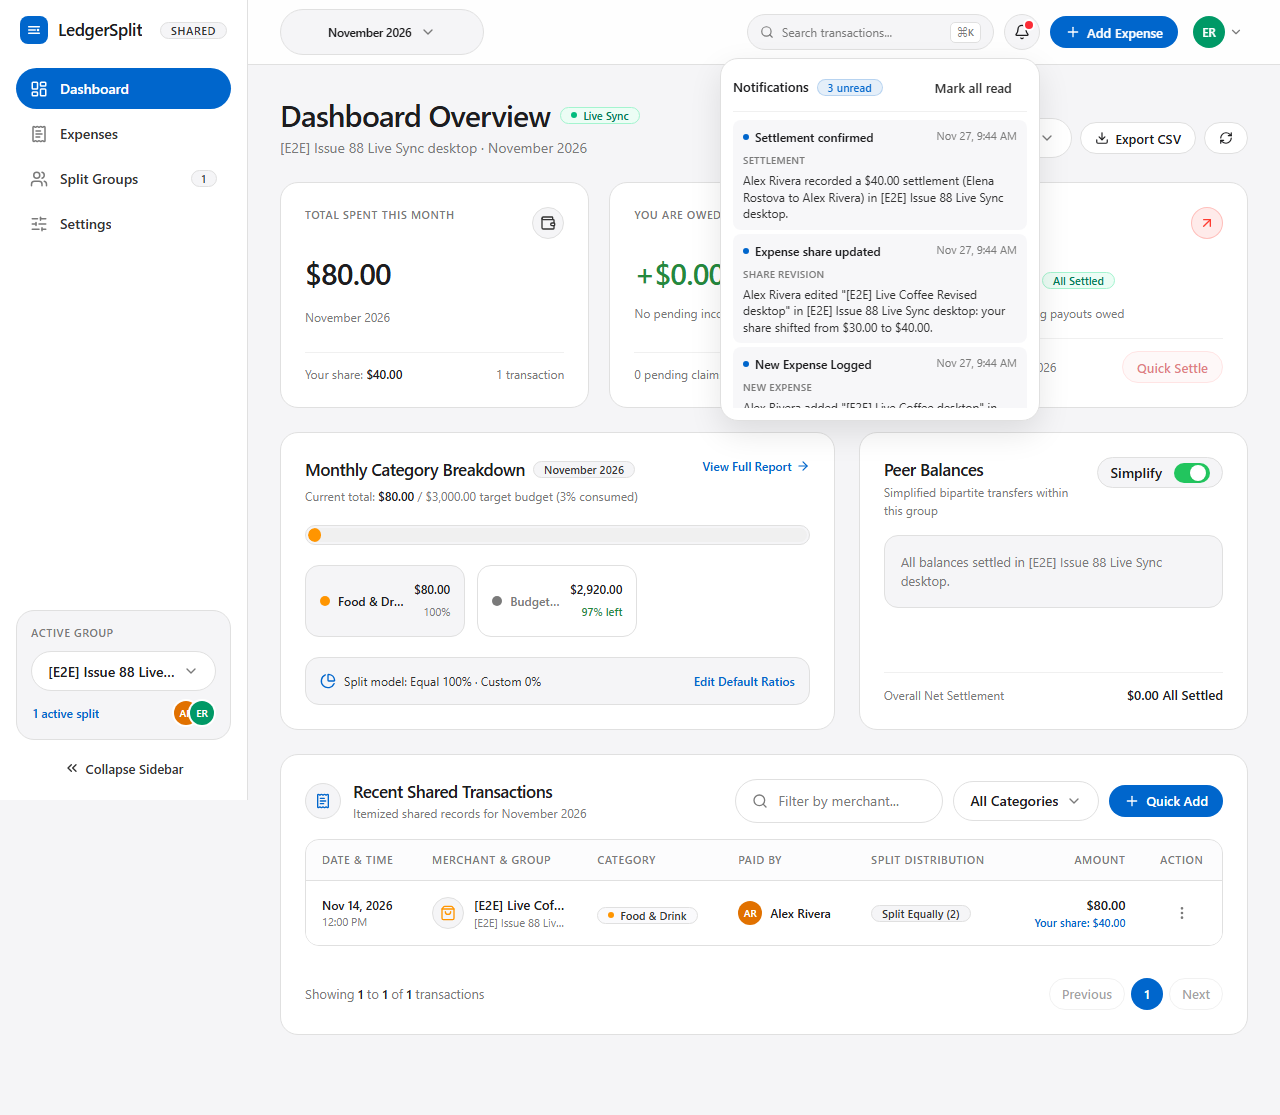 LedgerSplit SHARED
Dashboard
Expenses
Split Groups 1
Settings
ACTIVE GROUP
[E2E] Issue 88 Live...
1 active split
ER
Collapse Sidebar
November 2026
Search transactions... ⌘K
Add Expense
ER
Dashboard Overview Live Sync
[E2E] Issue 88 Live Sync desktop · November 2026
Export CSV
Notifications 3 unread Mark all read
Settlement confirmed Nov 27, 9:44 AM
SETTLEMENT
Alex Rivera recorded a $40.00 settlement (Elena
Rostova to Alex Rivera) in [E2E] Issue 88 Live Sync
desktop.
Expense share updated Nov 27, 9:44 AM
SHARE REVISION
Alex Rivera edited "[E2E] Live Coffee Revised
desktop" in [E2E] Issue 88 Live Sync desktop: your
share shifted from $30.00 to $40.00.
New Expense Logged Nov 27, 9:44 AM
NEW EXPENSE
Alex Rivera added "[E2E] Live Coffee desktop" in
TOTAL SPENT THIS MONTH
$80.00
November 2026
Your share: $40.00 1 transaction
YOU ARE OWED
+$0.00
No pending
0 pending claim
All Settled
payouts owed
Quick Settle
Monthly Category Breakdown November 2026 View Full Report
Current total: $80.00 / $3,000.00 target budget (3% consumed)
Food & Dr... $80.00
100%
Budget... $2,920.00
97% left
Split model: Equal 100% · Custom 0% Edit Default Ratios
Peer Balances Simplify
Simplified bipartite transfers within
this group
All balances settled in [E2E] Issue 88 Live Sync
desktop.
Overall Net Settlement $0.00 All Settled
Recent Shared Transactions
Itemized shared records for November 2026
Filter by merchant... All Categories Quick Add
DATE & TIME MERCHANT & GROUP CATEGORY PAID BY SPLIT DISTRIBUTION AMOUNT ACTION
Nov 14, 2026 [E2E] Live Cof... Food & Drink AR Alex Rivera Split Equally (2) $80.00
12:00 PM [E2E] Issue 88 Liv... Your share: $40.00
Showing 1 to 1 of 1 transactions
Previous 1 Next